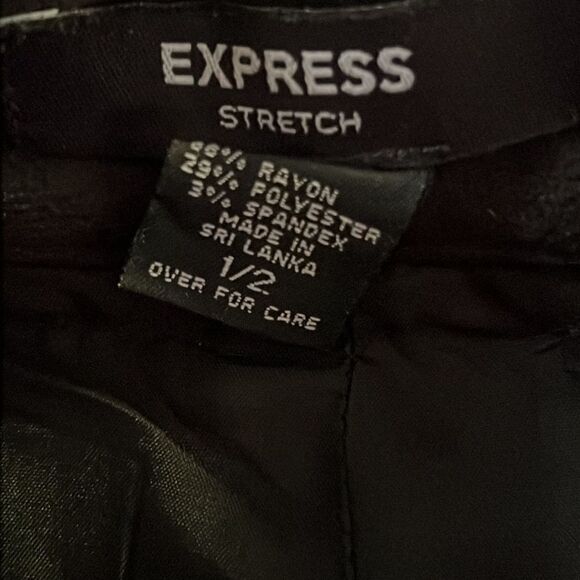 EXPRESS
STRETCH
RAYON
29% POLYESTER
3% SPANDEX
MADE IN
SRI LANKA
1/2
OVER FOR CARE